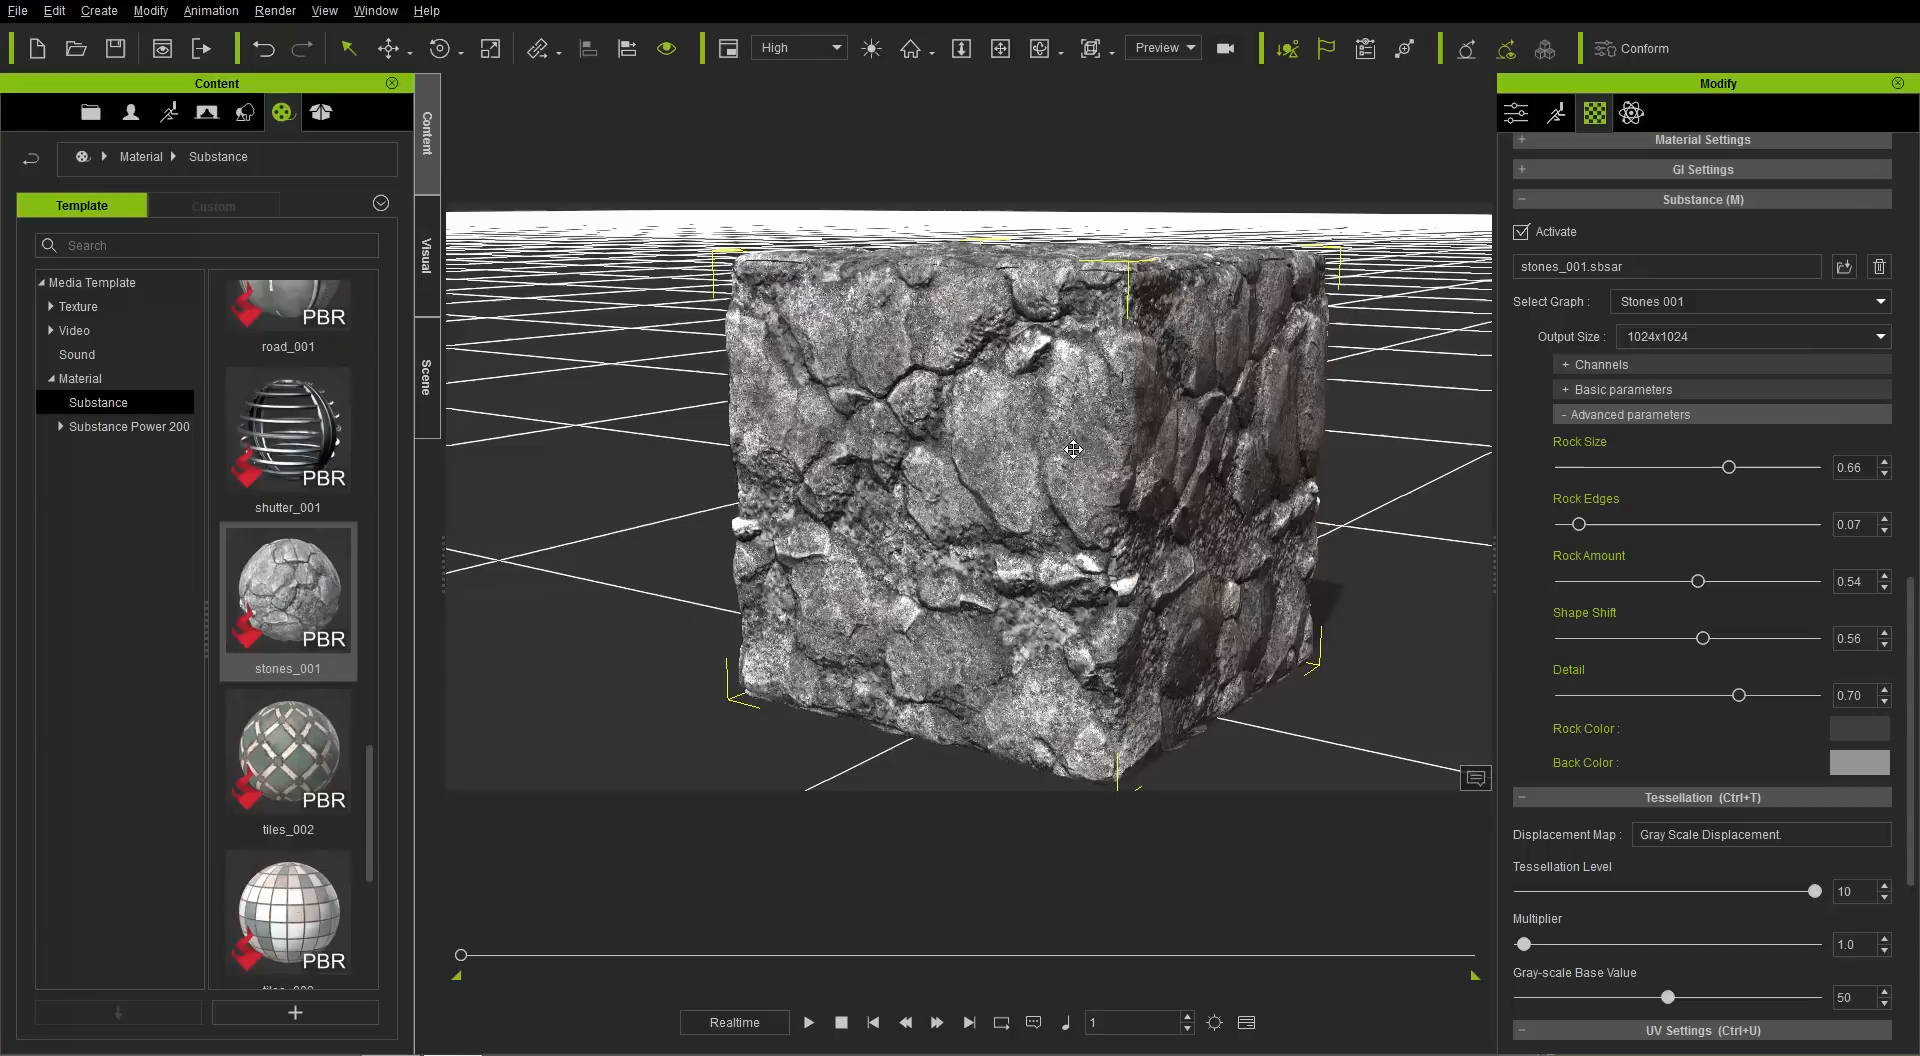 File Edit Create Modify Animation Render View Window Help
High
Preview
Conform
Content
Modify
Content
Visual
Scene
Material
Substance
Template
Custom
Search
Media Template
Texture
Video
Sound
Material
Substance
Substance Power 200
PBR
road_001
PBR
shutter_001
PBR
stones_001
PBR
tiles_002
PBR
Realtime
1
+ Material Settings
+ GI Settings
- Substance (M)
Activate
stones_001.sbsar
Select Graph : Stones 001
Output Size : 1024x1024
+ Channels
+ Basic parameters
- Advanced parameters
Rock Size
0.66
Rock Edges
0.07
Rock Amount
0.54
Shape Shift
0.56
Detail
0.70
Rock Color :
Back Color :
- Tessellation (Ctrl+T)
Displacement Map : Gray Scale Displacement.
Tessellation Level
10
Multiplier
1.0
Gray-scale Base Value
50
- UV Settings (Ctrl+U)